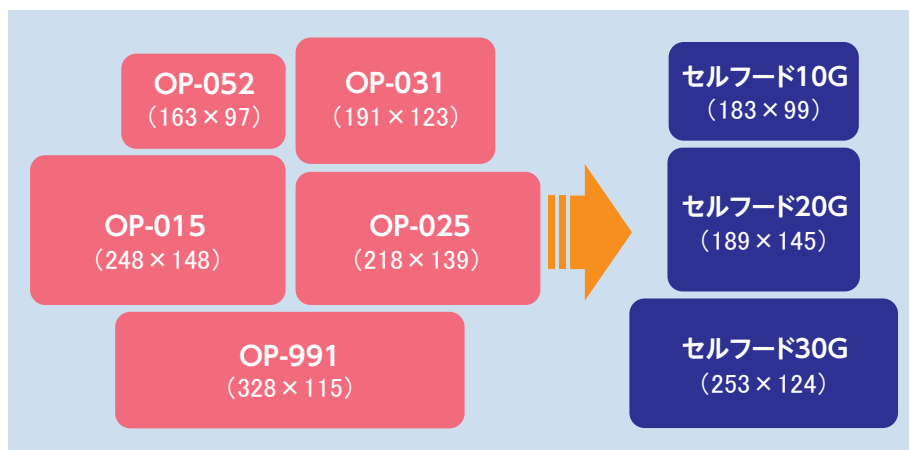 OP-052
（163×97）
OP-031
（191×123）
OP-015
（248×148）
OP-025
（218×139）
OP-991
（328×115）
セルフード10G
（183×99）
セルフード20G
（189×145）
セルフード30G
（253×124）